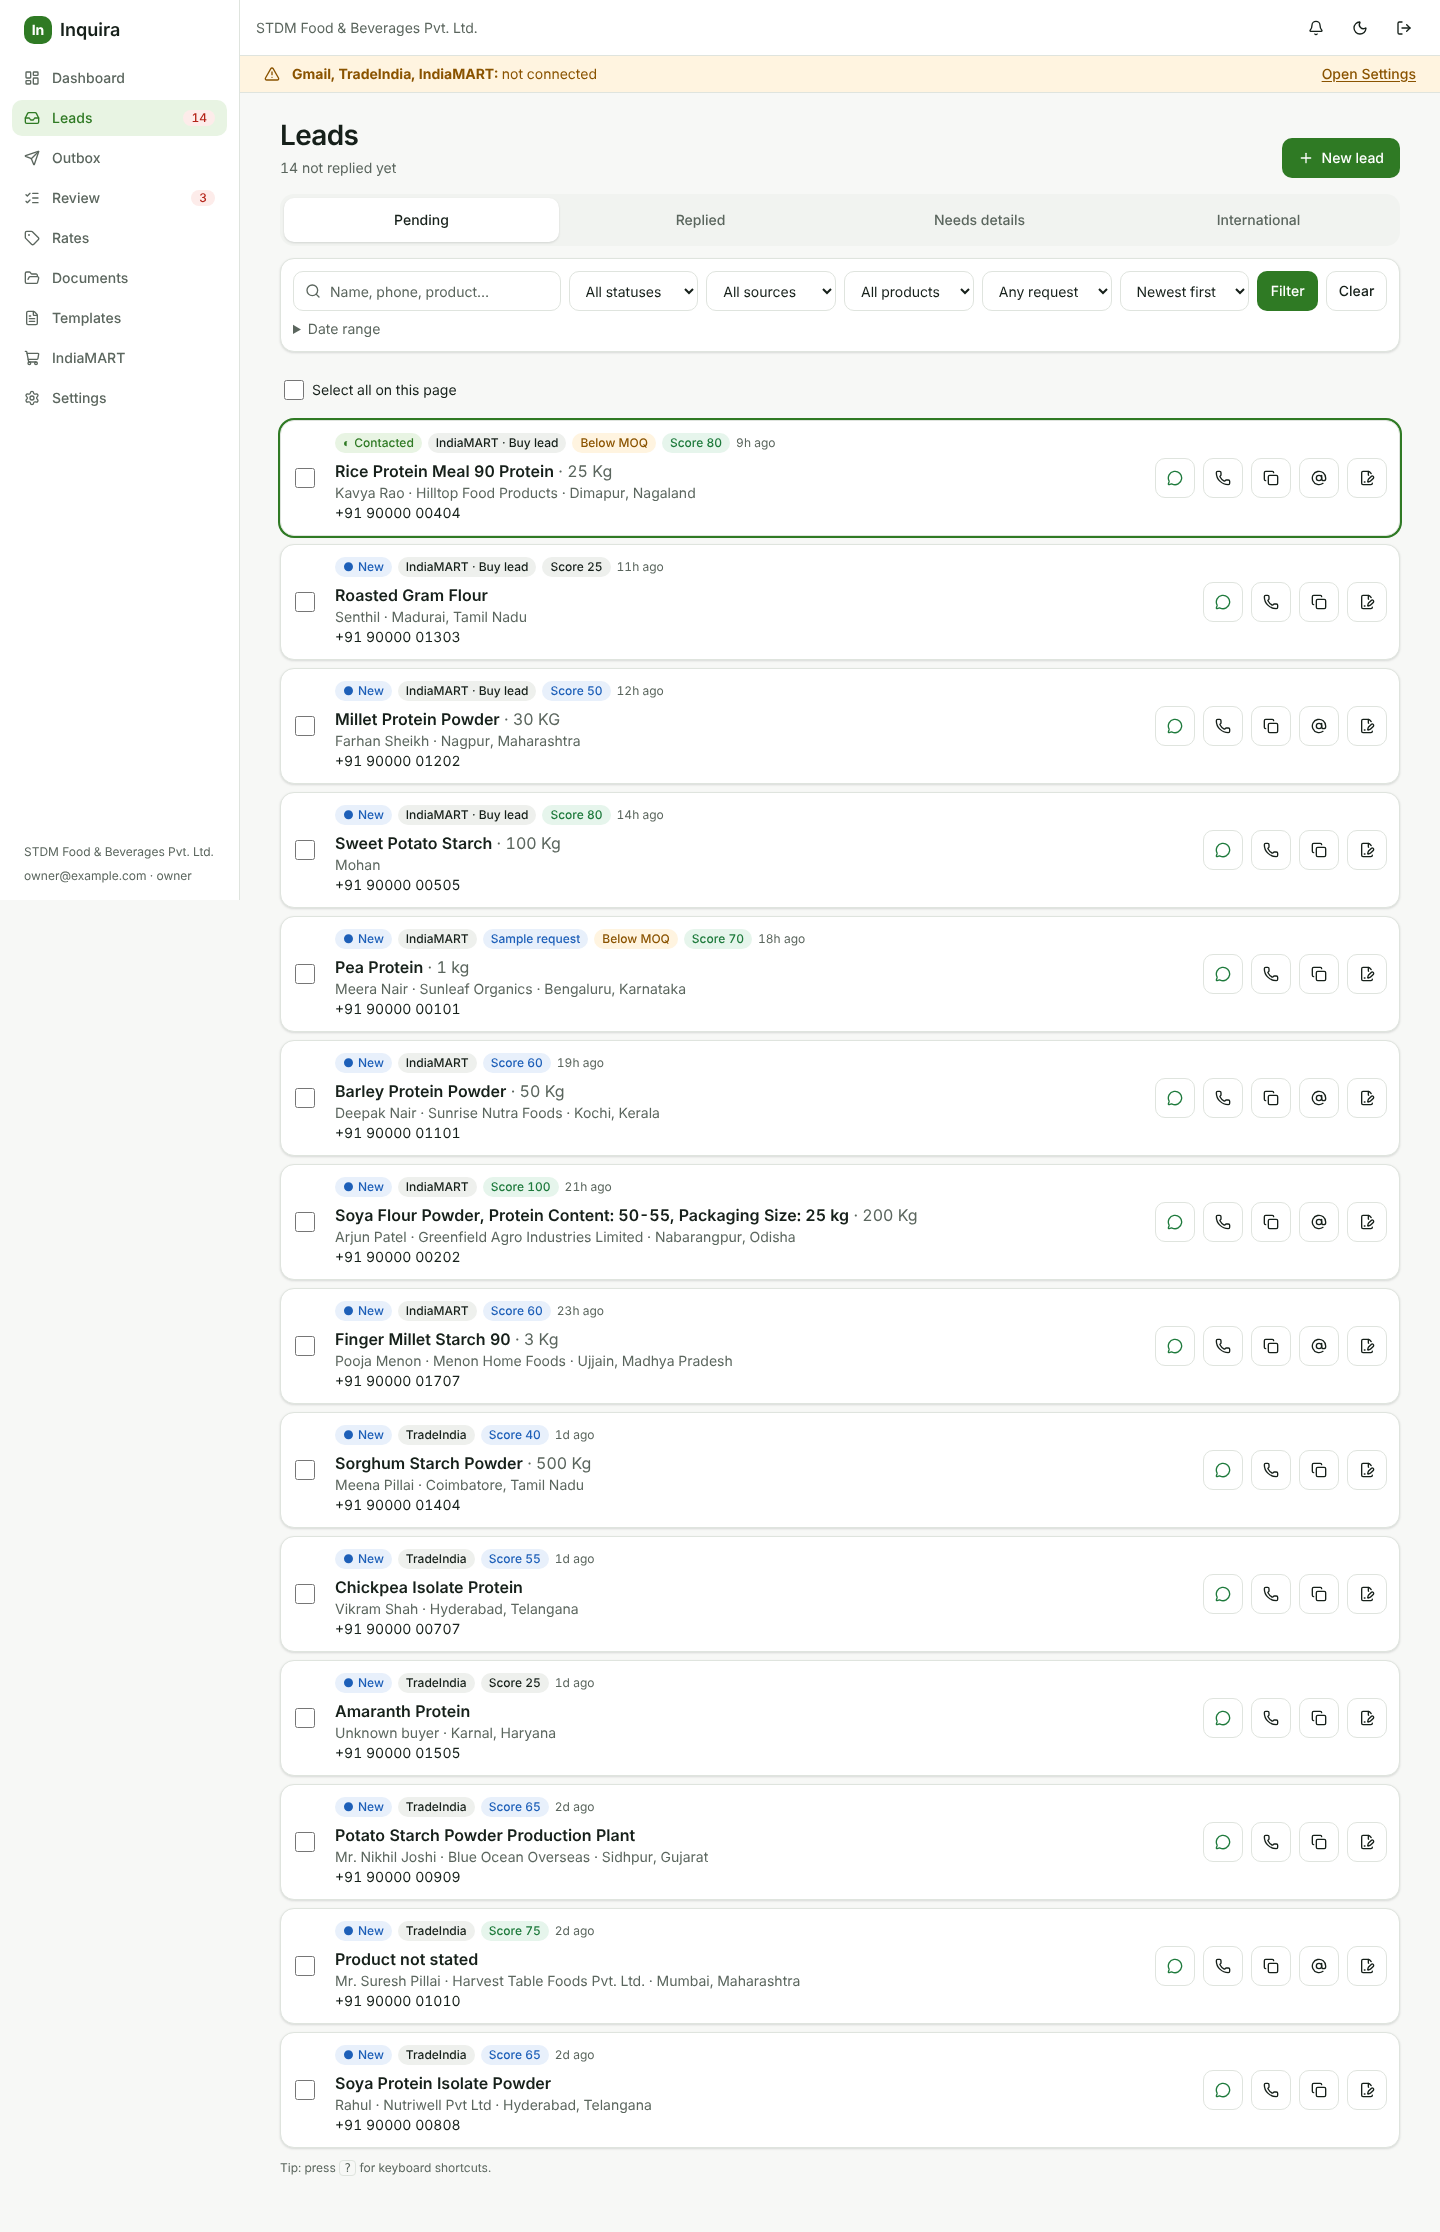 In Inquira
STDM Food & Beverages Pvt. Ltd.
Gmail, TradeIndia, IndiaMART: not connected
Open Settings
Dashboard
Leads 14
Outbox
Review 3
Rates
Documents
Templates
IndiaMART
Settings
STDM Food & Beverages Pvt. Ltd.
owner@example.com · owner
Leads
14 not replied yet
+ New lead
Pending Replied Needs details International
Name, phone, product... All statuses All sources All products Any request Newest first Filter Clear
Date range
Select all on this page
Contacted IndiaMART · Buy lead Below MOQ Score 80 9h ago
Rice Protein Meal 90 Protein · 25 Kg
Kavya Rao · Hilltop Food Products · Dimapur, Nagaland
+91 90000 00404
New IndiaMART · Buy lead Score 25 11h ago
Roasted Gram Flour
Senthil · Madurai, Tamil Nadu
+91 90000 01303
New IndiaMART · Buy lead Score 50 12h ago
Millet Protein Powder · 30 KG
Farhan Sheikh · Nagpur, Maharashtra
+91 90000 01202
New IndiaMART · Buy lead Score 80 14h ago
Sweet Potato Starch · 100 Kg
Mohan
+91 90000 00505
New IndiaMART Sample request Below MOQ Score 70 18h ago
Pea Protein · 1 kg
Meera Nair · Sunleaf Organics · Bengaluru, Karnataka
+91 90000 00101
New IndiaMART Score 60 19h ago
Barley Protein Powder · 50 Kg
Deepak Nair · Sunrise Nutra Foods · Kochi, Kerala
+91 90000 01101
New IndiaMART Score 100 21h ago
Soya Flour Powder, Protein Content: 50-55, Packaging Size: 25 kg · 200 Kg
Arjun Patel · Greenfield Agro Industries Limited · Nabarangpur, Odisha
+91 90000 00202
New IndiaMART Score 60 23h ago
Finger Millet Starch 90 · 3 Kg
Pooja Menon · Menon Home Foods · Ujjain, Madhya Pradesh
+91 90000 01707
New TradeIndia Score 40 1d ago
Sorghum Starch Powder · 500 Kg
Meena Pillai · Coimbatore, Tamil Nadu
+91 90000 01404
New TradeIndia Score 55 1d ago
Chickpea Isolate Protein
Vikram Shah · Hyderabad, Telangana
+91 90000 00707
New TradeIndia Score 25 1d ago
Amaranth Protein
Unknown buyer · Karnal, Haryana
+91 90000 01505
New TradeIndia Score 65 2d ago
Potato Starch Powder Production Plant
Mr. Nikhil Joshi · Blue Ocean Overseas · Sidhpur, Gujarat
+91 90000 00909
New TradeIndia Score 75 2d ago
Product not stated
Mr. Suresh Pillai · Harvest Table Foods Pvt. Ltd. · Mumbai, Maharashtra
+91 90000 01010
New TradeIndia Score 65 2d ago
Soya Protein Isolate Powder
Rahul · Nutriwell Pvt Ltd · Hyderabad, Telangana
+91 90000 00808
Tip: press ? for keyboard shortcuts.